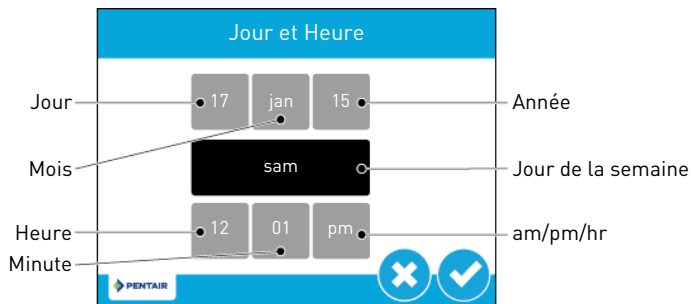 Jour et Heure
Jour 17 jan 15 Année
Mois sam Jour de la semaine
Heure 12 01 pm am/pm/hr
Minute
PENTAIR